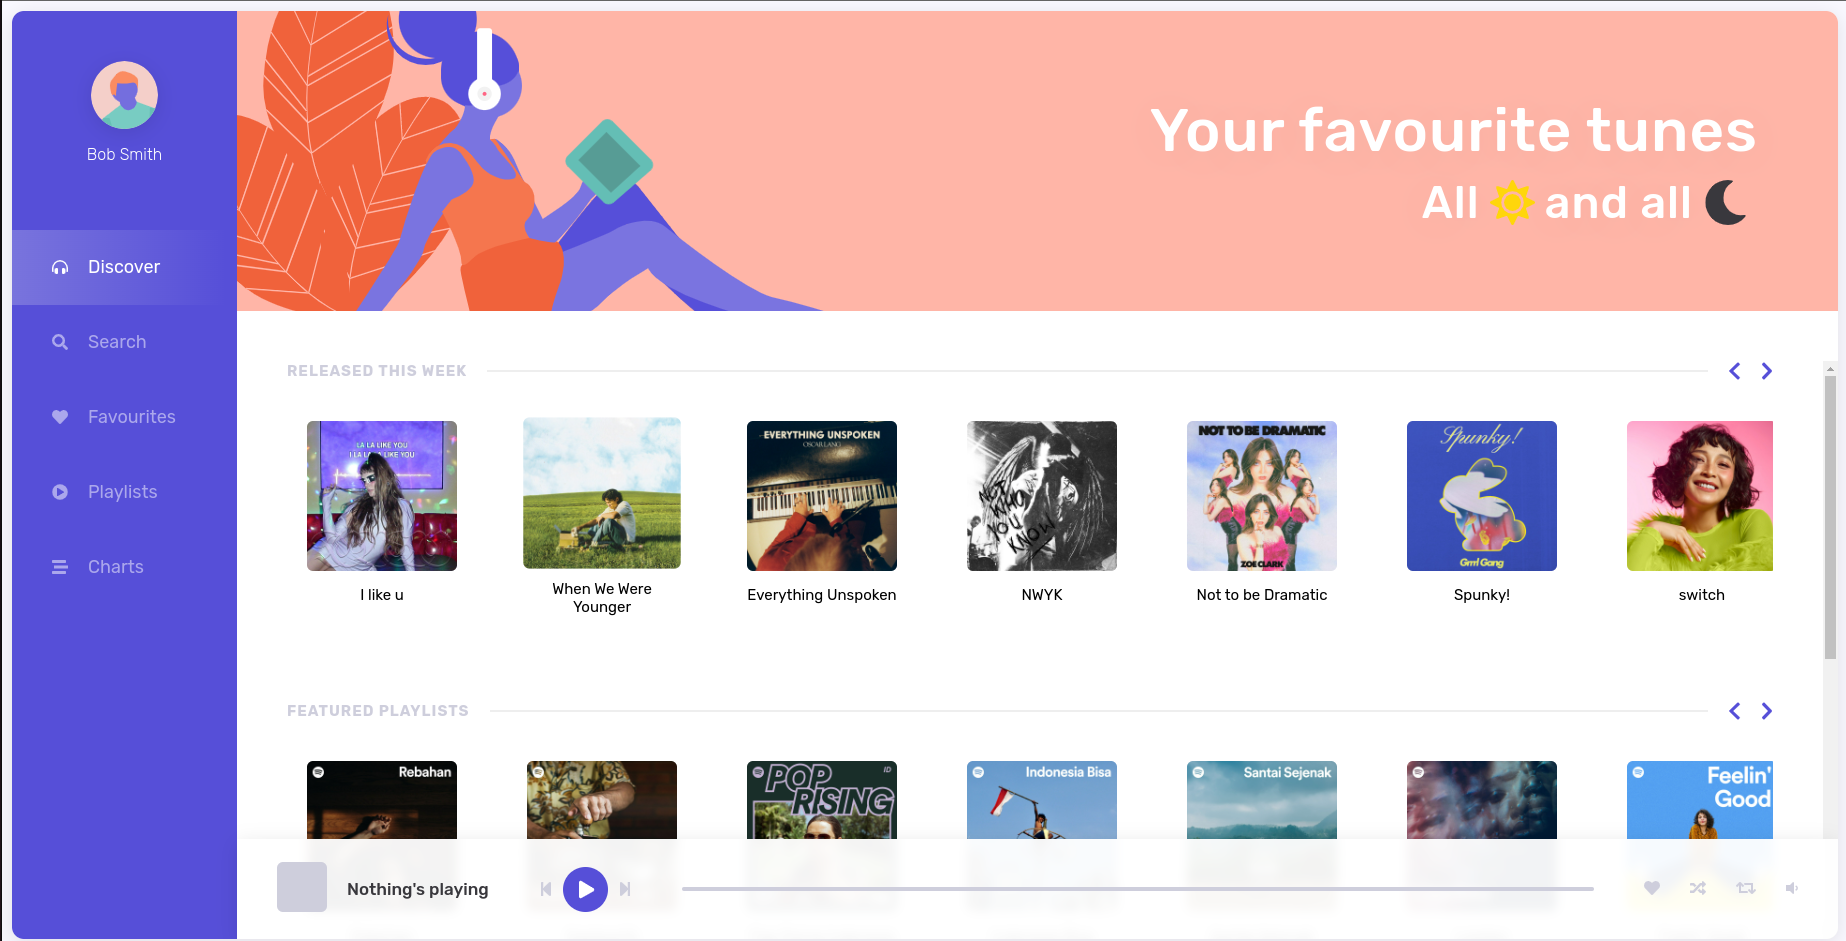 Bob Smith
Discover
Search
Favourites
Playlists
Charts
Your favourite tunes
All and all
RELEASED THIS WEEK
LA LA LIKE YOU
LA LA LIKE YOU
EVERYTHING UNSPOKEN
OSCAR LANG
NOT WHO YOU KNOW
NOT TO BE DRAMATIC
ZOE CLARK
Spunky!
Grrrl Gang
I like u
When We Were
Younger
Everything Unspoken
NWYK
Not to be Dramatic
Spunky!
switch
FEATURED PLAYLISTS
Rebahan
POP
RISING
ID
Indonesia Bisa
Santai Sejenak
Feelin'
Good
Nothing's playing